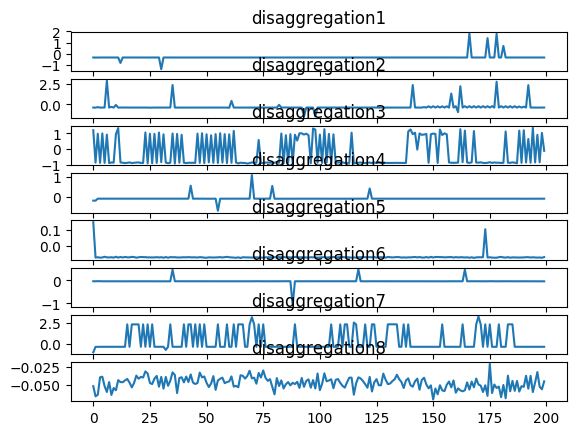 disaggregation1
2
1
0
−1
disaggregation2
2.5
0.0
disaggregation3
1
0
−1
disaggregation4
1
0
disaggregation5
0.1
0.0
disaggregation6
0
−1
disaggregation7
2.5
0.0
disaggregation8
−0.025
−0.050
0 25 50 75 100 125 150 175 200